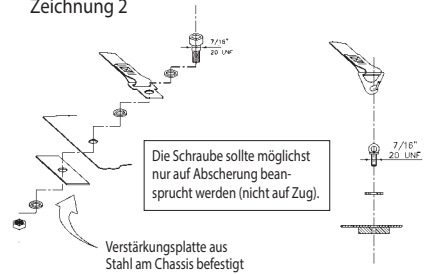 Zeichnung 2
7/16"
20 UNF
Die Schraube sollte möglichst
nur auf Abscherung bean-
sprucht werden (nicht auf Zug).
7/16"
20 UNF
Verstärkungsplatte aus
Stahl am Chassis befestigt